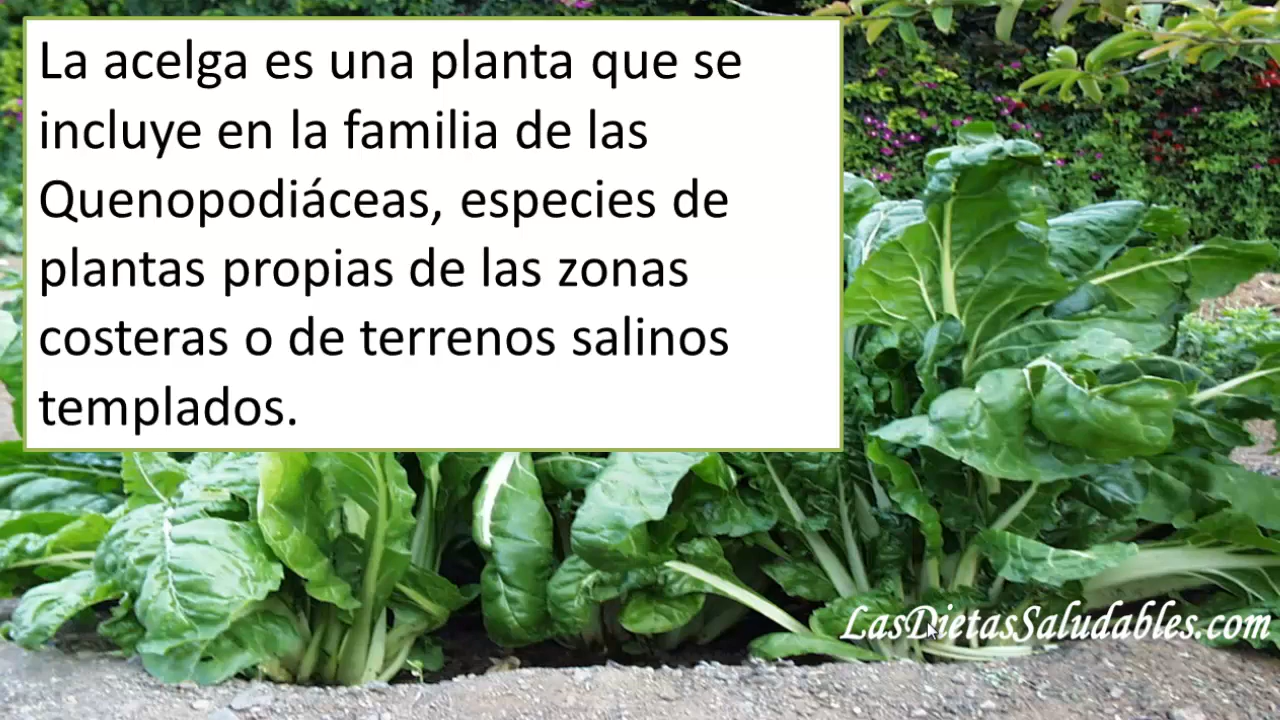 La acelga es una planta que se
incluye en la familia de las
Quenopodiáceas, especies de
plantas propias de las zonas
costeras o de terrenos salinos
templados.
LasDietasSaludables.com